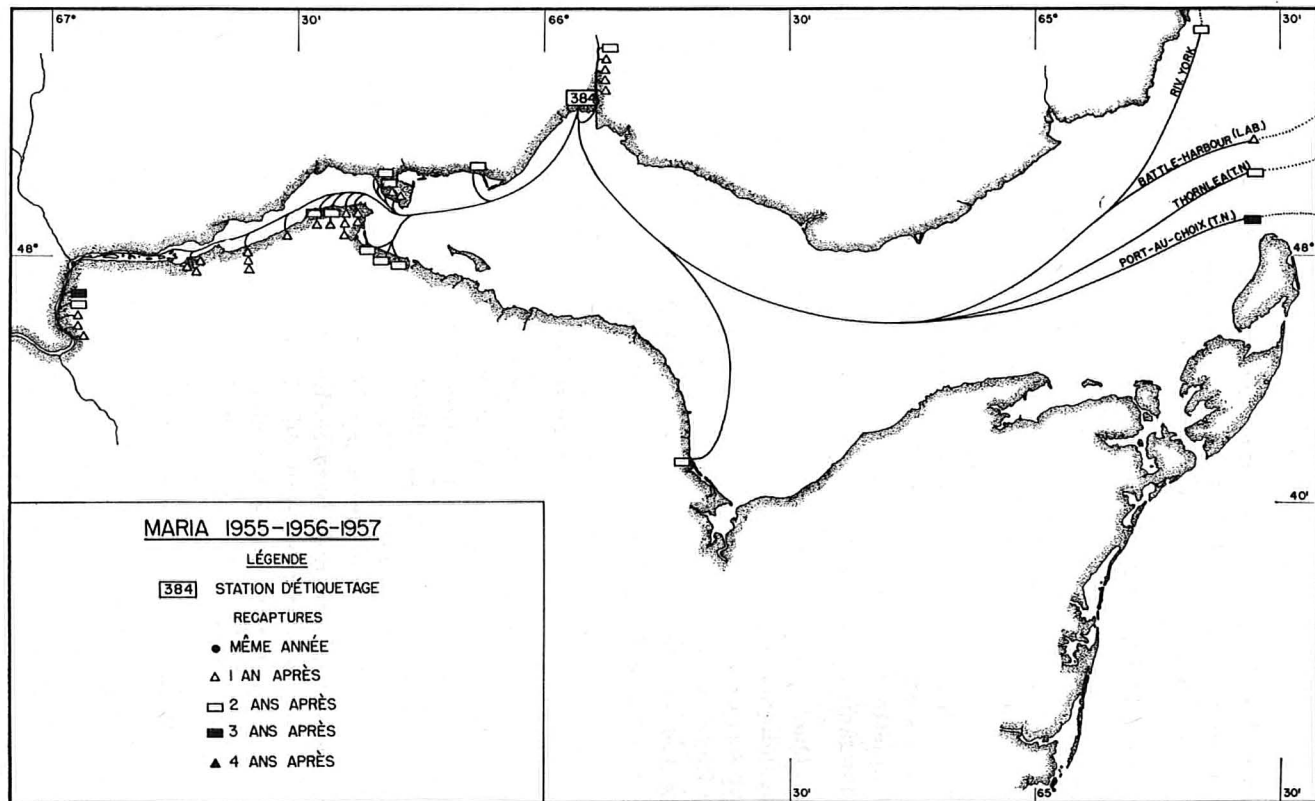 67°
30'
66°
30'
65°
30'
384
RIV. YORK
BATTLE-HARBOUR (LAB.)
THORNLEA (T.N)
PORT-AU-CHOIX (T.N.)
48°
48°
40'
MARIA 1955-1956-1957
LÉGENDE
384 STATION D'ÉTIQUETAGE
RECAPTURES
MÊME ANNÉE
1 AN APRÈS
2 ANS APRÈS
3 ANS APRÈS
4 ANS APRÈS
30'
65
30'